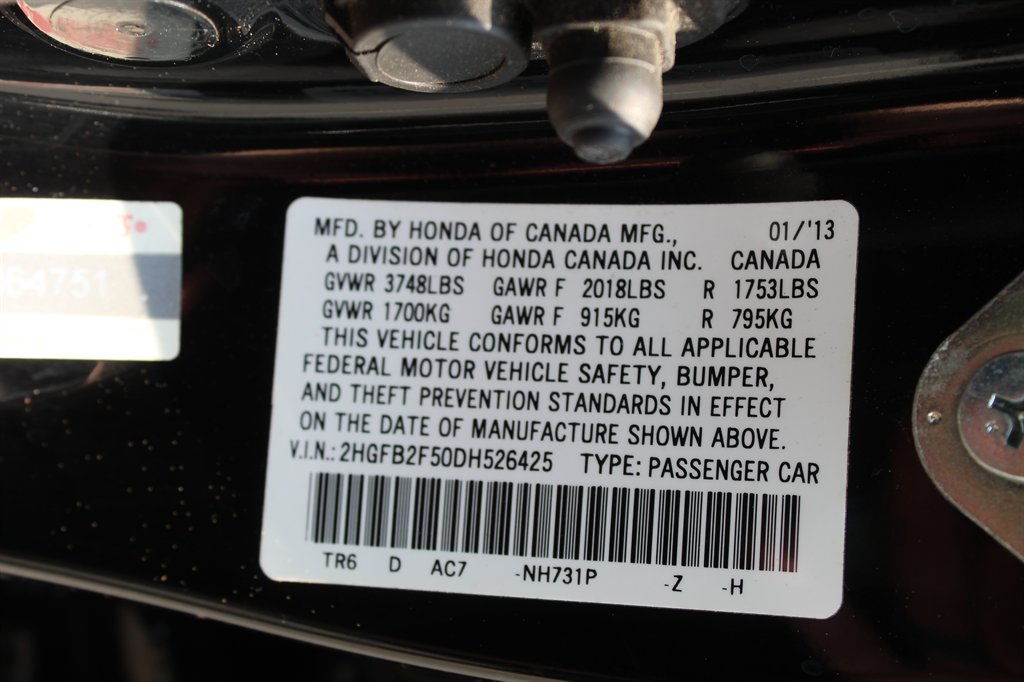 MFD. BY HONDA OF CANADA MFG., 01/'13
A DIVISION OF HONDA CANADA INC. CANADA
GVWR 3748LBS GAWR F 2018LBS R 1753LBS
GVWR 1700KG GAWR F 915KG R 795KG
THIS VEHICLE CONFORMS TO ALL APPLICABLE
FEDERAL MOTOR VEHICLE SAFETY, BUMPER,
AND THEFT PREVENTION STANDARDS IN EFFECT
ON THE DATE OF MANUFACTURE SHOWN ABOVE.
V.I.N.: 2HGFB2F50DH526425 TYPE: PASSENGER CAR
TR6 D AC7 -NH731P -Z -H